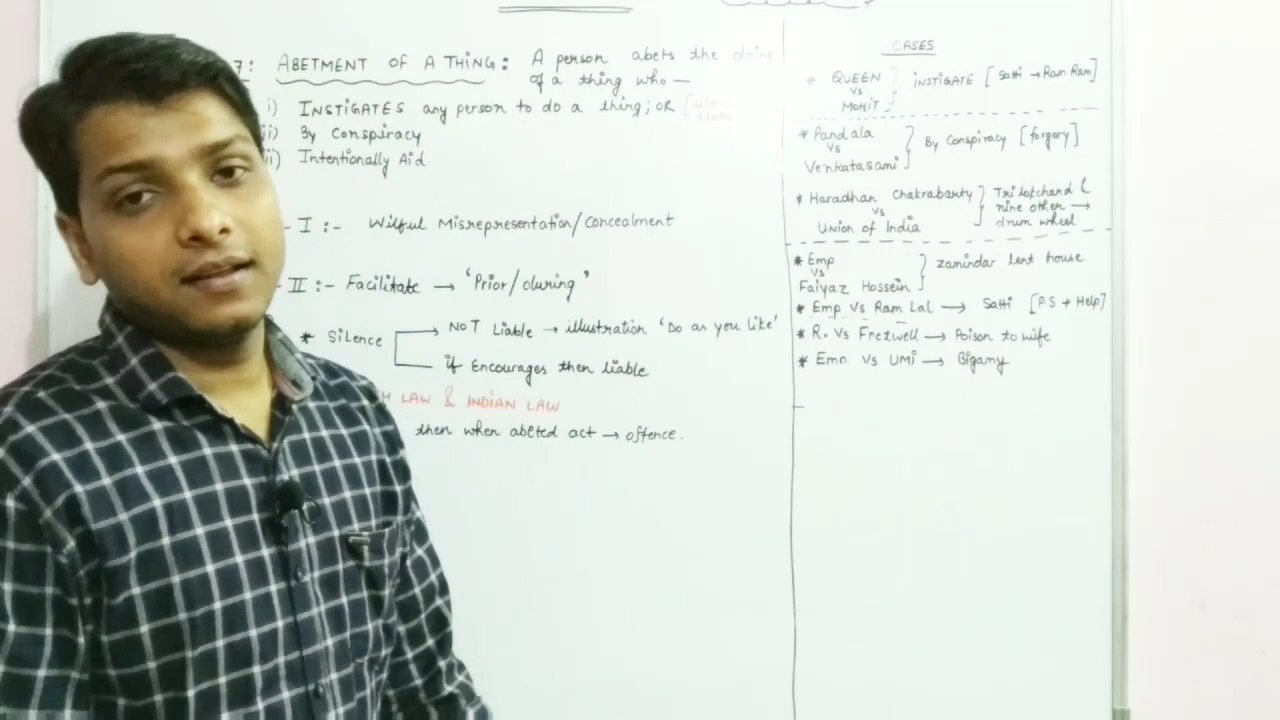 7: ABETMENT OF A THING: A person abets the doing
of a thing who —
i) INSTIGATES any person to do a thing; OR
ii) By Conspiracy
ii) Intentionally Aid
- I :- Wilful Misrepresentation/Concealment
- II :- Facilitate → 'Prior/during'
* Silence
NOT Liable → illustration 'Do as you like'
if Encourages then liable
H LAW & INDIAN LAW
then when abeted act → offence.
CASES
* QUEEN
vs
MOHIT
INSTIGATE [Satti → Ram Ram]
* Pandala
vs
Venkatasami
By Conspiracy [forgery]
* Haradhan Chakrabarty
vs
Union of India
Trilokchand &
nine other →
drum wheel
* Emp
vs
Faiyaz Hossein
zamindar lent house
* Emp Vs Ram Lal → Satti [P.S + Help]
* R. Vs Fretwell → Poison to wife
* Emp. Vs UMI → Bigamy